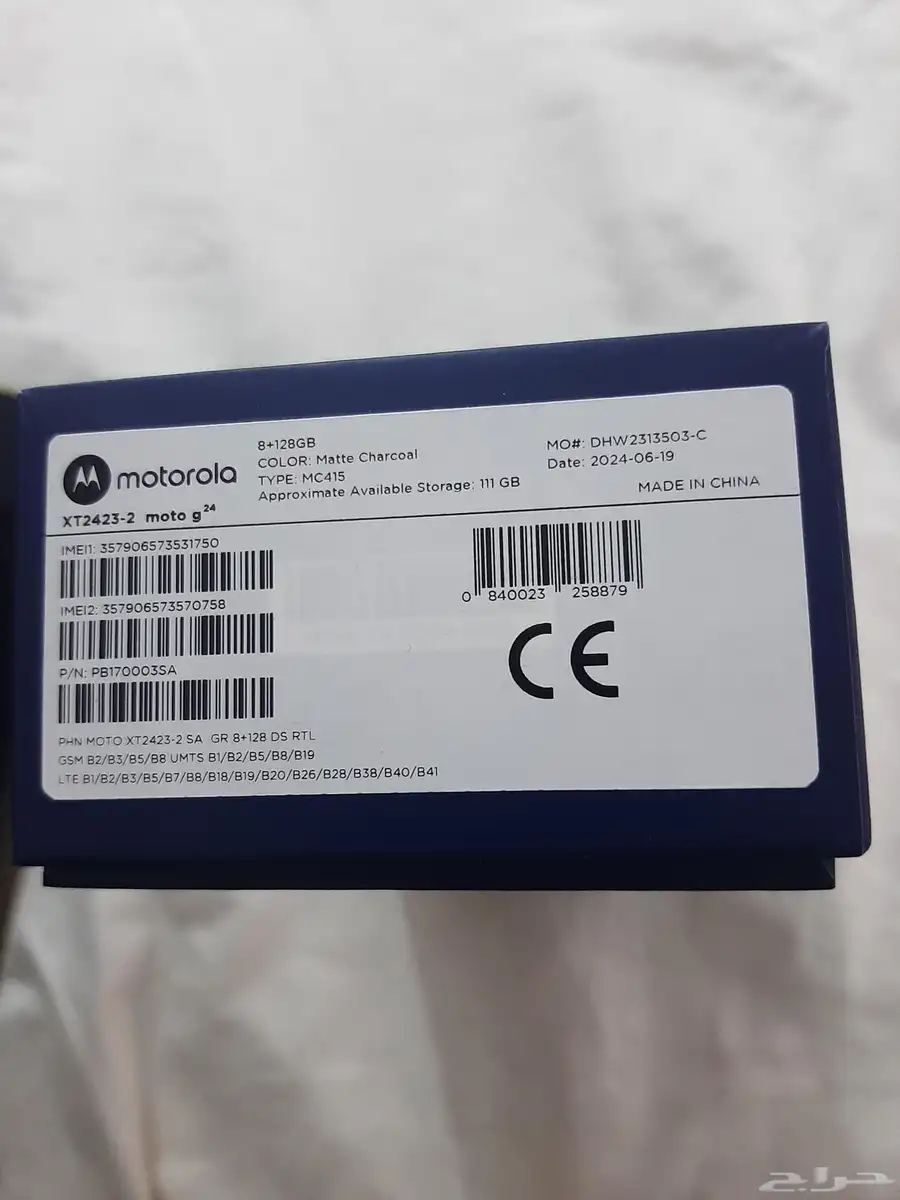 motorola
XT2423-2 moto g24
8+128GB
COLOR: Matte Charcoal
TYPE: MC415
Approximate Available Storage: 111 GB
MO#: DHW2313503-C
Date: 2024-06-19
MADE IN CHINA
IMEI1: 357906573531750
IMEI2: 357906573570758
P/N: PB170003SA
0 840023 258879
CE
PHN MOTO XT2423-2 SA GR 8+128 DS RTL
GSM B2/B3/B5/B8 UMTS B1/B2/B5/B8/B19
LTE B1/B2/B3/B5/B7/B8/B18/B19/B20/B26/B28/B38/B40/B41
حراج